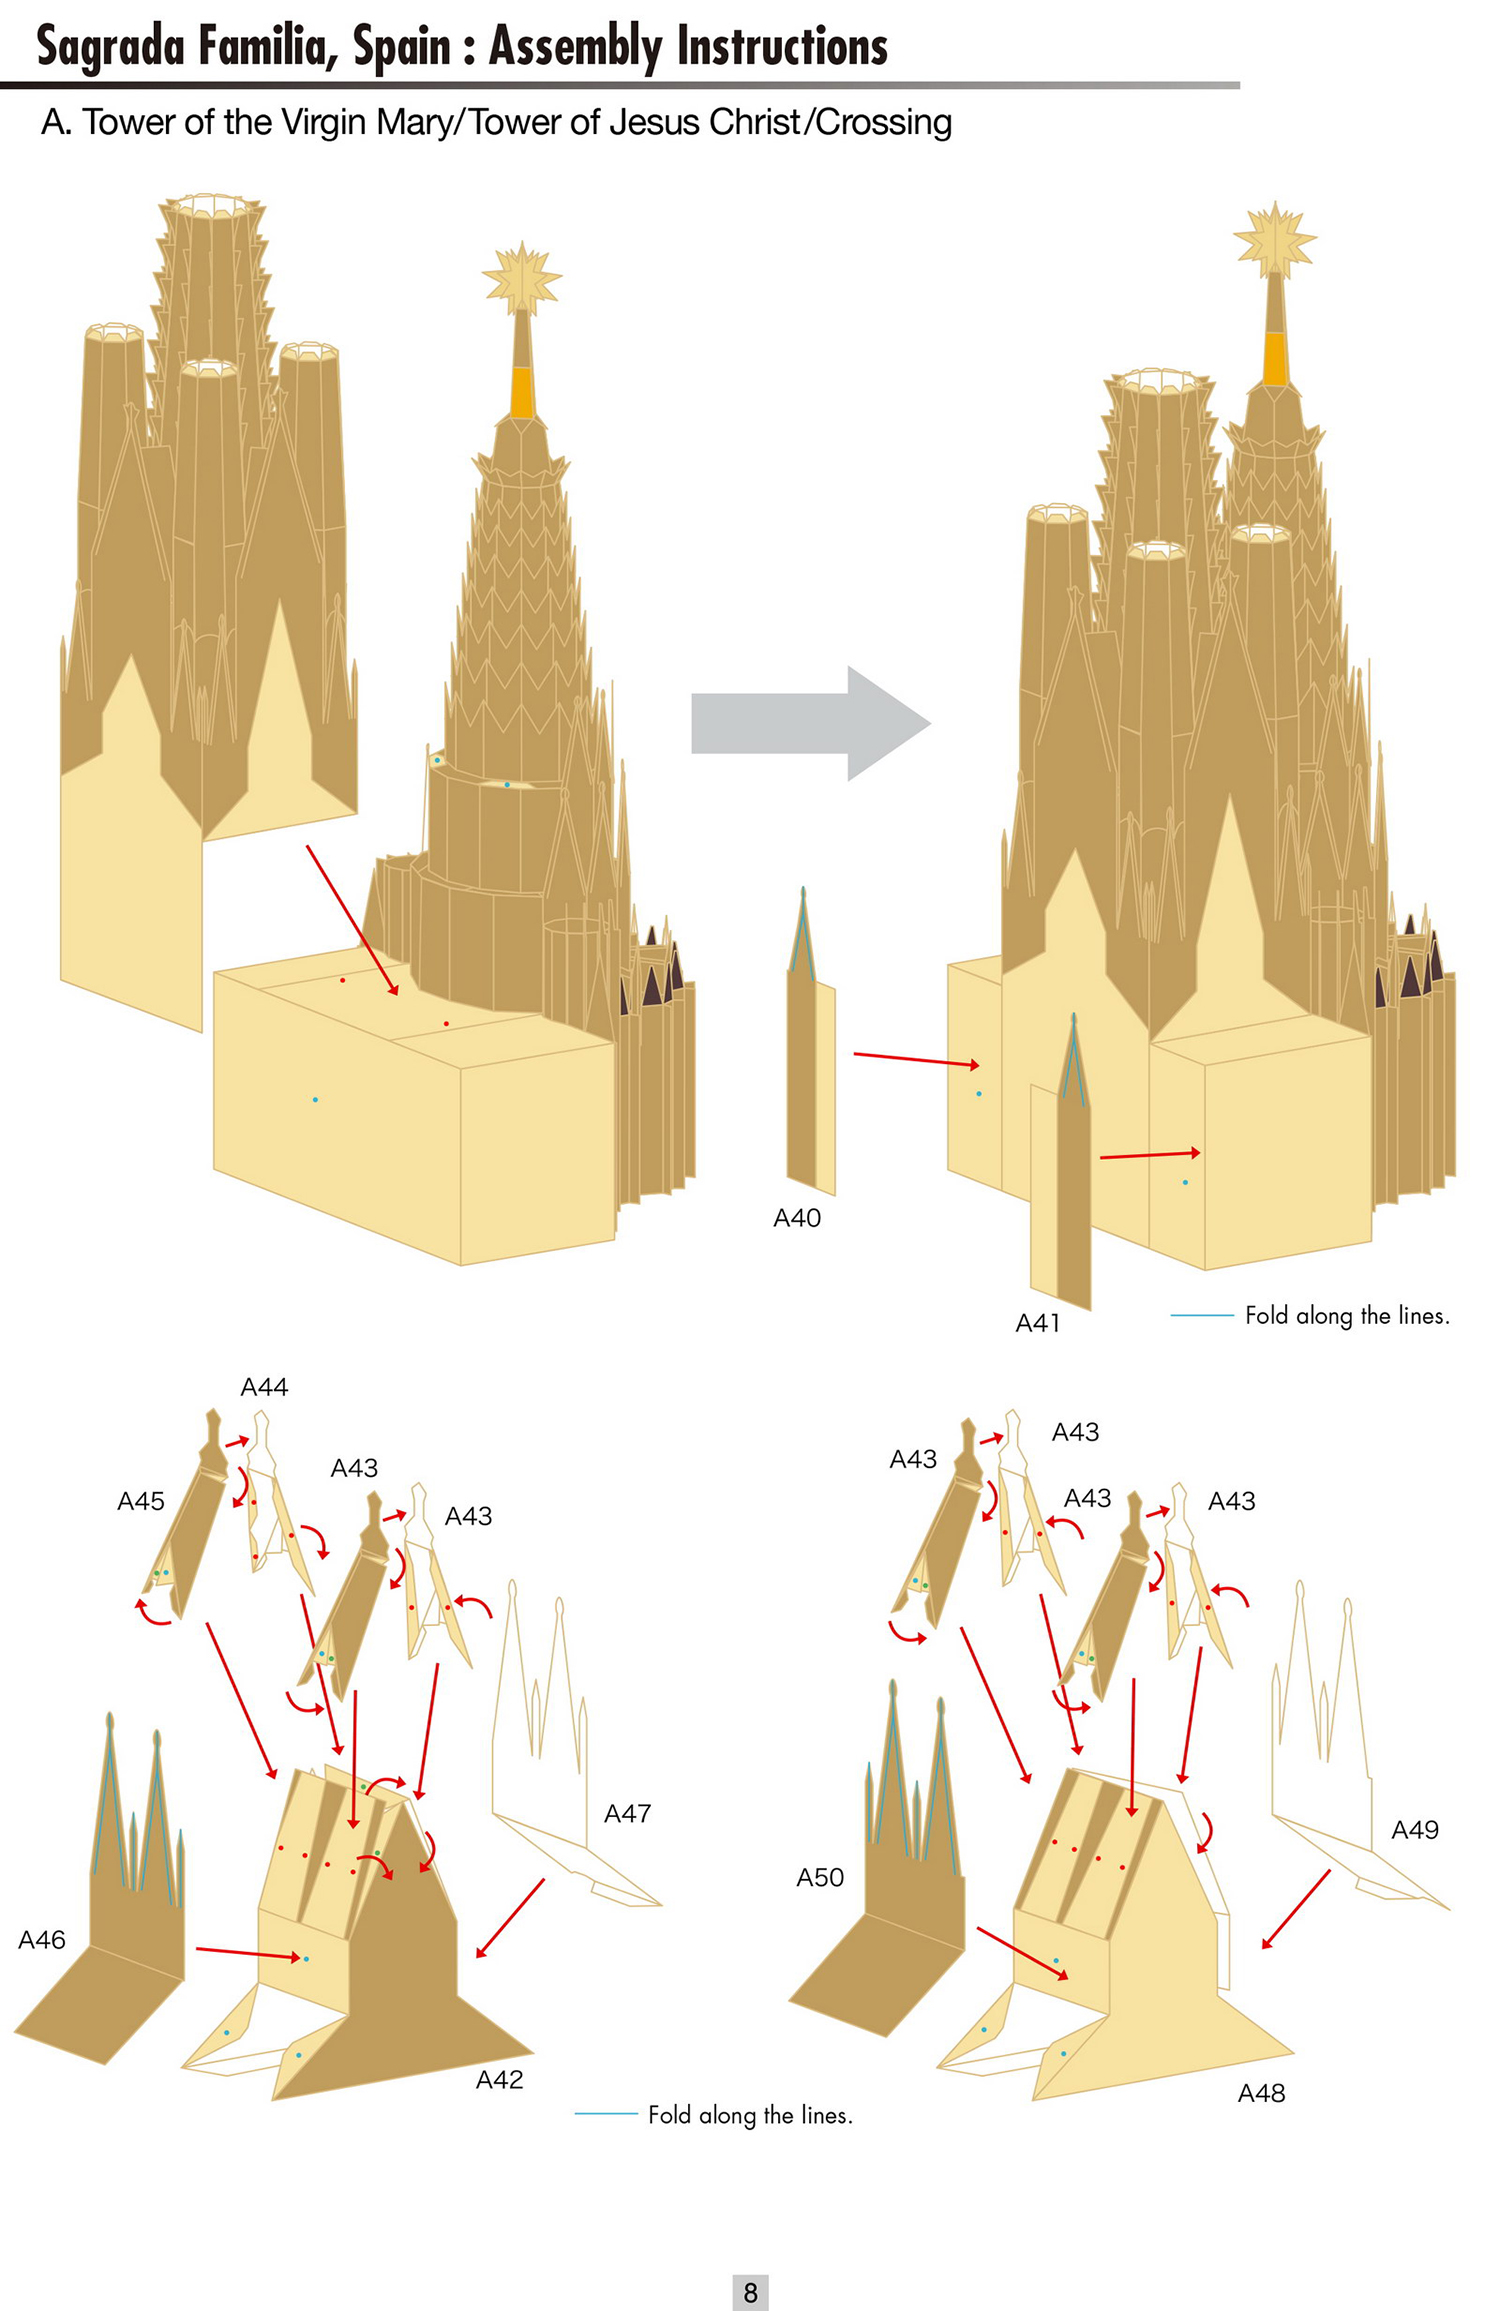 Sagrada Familia, Spain : Assembly Instructions
A. Tower of the Virgin Mary/Tower of Jesus Christ/Crossing
A40
A41
Fold along the lines.
A44
A45
A43
A43
A47
A46
A42
Fold along the lines.
A43
A43
A43
A43
A49
A50
A48
8